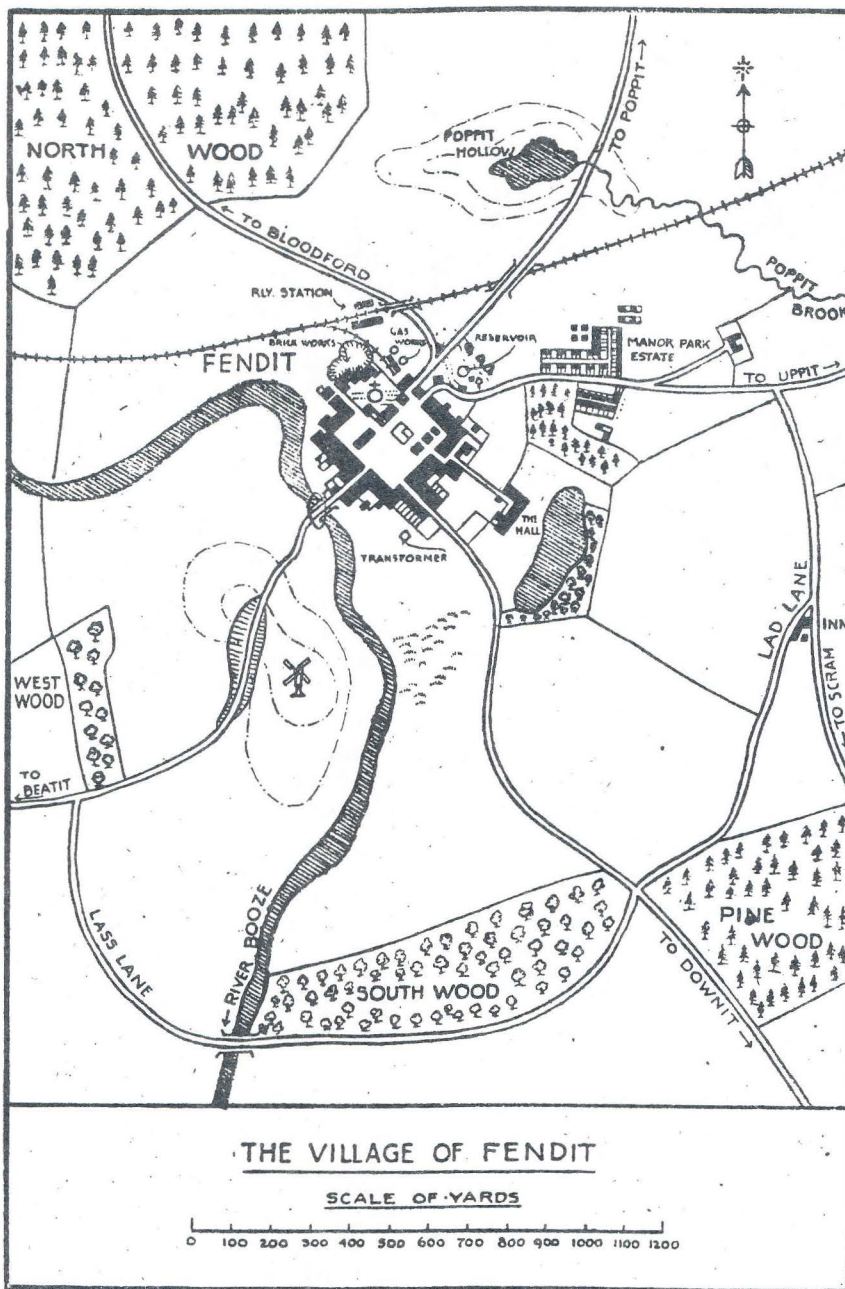 TO POPPIT →
POPPIT
HOLLOW
NORTH WOOD
← TO BLOODFORD
POPPIT
BROOK
RLY. STATION
BRICK WORKS
GAS
WORKS
RESERVOIR
MANOR PARK
ESTATE
FENDIT
TO UPPIT →
THE
HALL
TRANSFORMER
LAD LANE
INN
← TO SCRAM
WEST
WOOD
TO
← BEATIT
LASS LANE
← RIVER BOOZE
SOUTH WOOD
PINE
WOOD
TO DOWNIT →
THE VILLAGE OF FENDIT
SCALE OF YARDS
0 100 200 300 400 500 600 700 800 900 1000 1100 1200